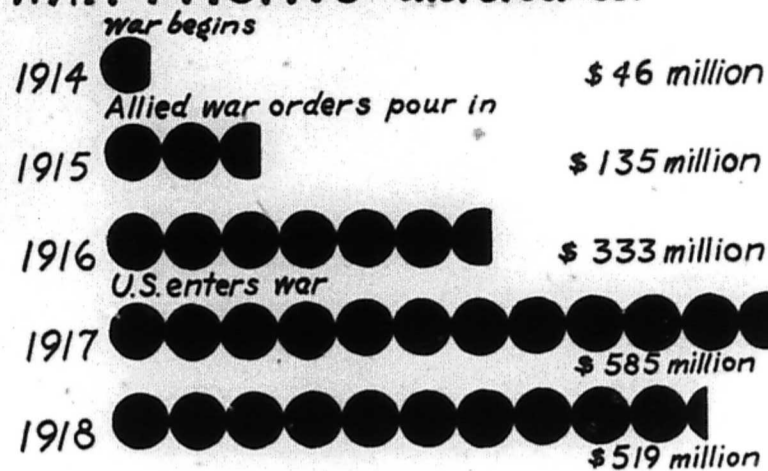 war begins
1914 $ 46 million
Allied war orders pour in
1915 $ 135 million
1916 $ 333 million
U.S. enters war
1917
$ 585 million
1918
$ 519 million